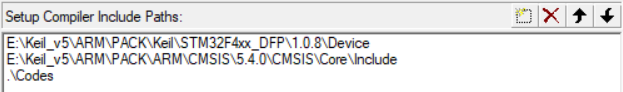 Setup Compiler Include Paths:
E:\Keil_v5\ARM\PACK\Keil\STM32F4xx_DFP\1.0.8\Device
E:\Keil_v5\ARM\PACK\ARM\CMSIS\5.4.0\CMSIS\Core\Include
.\Codes